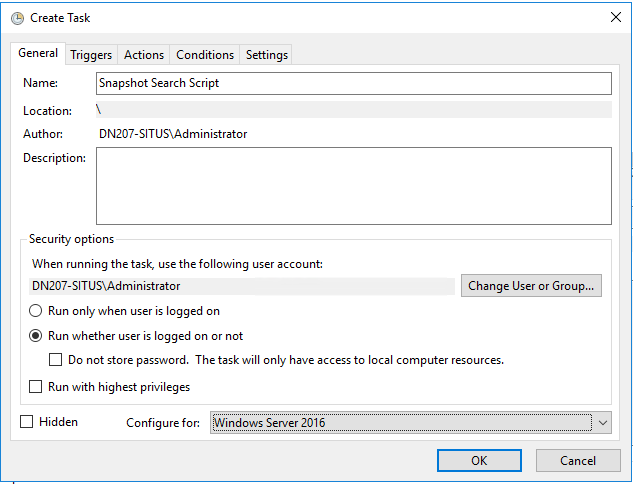 Create Task
General Triggers Actions Conditions Settings
Name: Snapshot Search Script
Location: \
Author: DN207-SITUS\Administrator
Description:
Security options
When running the task, use the following user account:
DN207-SITUS\Administrator Change User or Group...
Run only when user is logged on
Run whether user is logged on or not
Do not store password. The task will only have access to local computer resources.
Run with highest privileges
Hidden Configure for: Windows Server 2016
OK Cancel